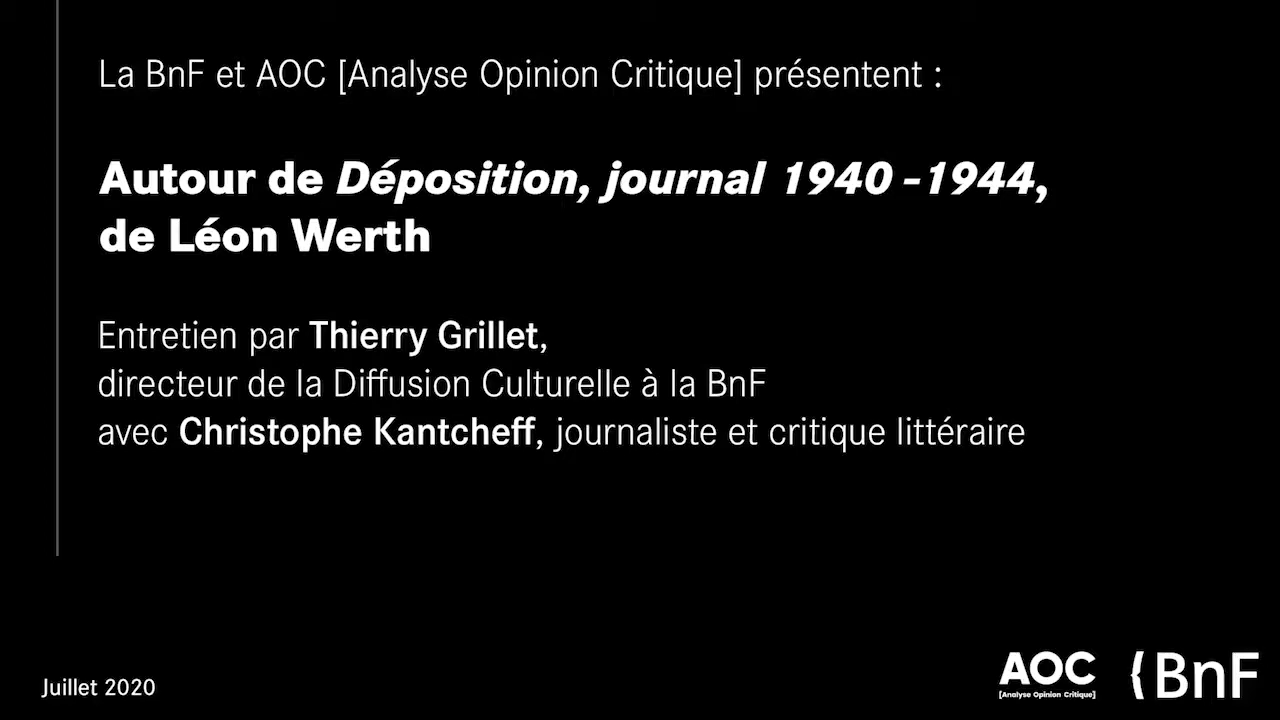 La BnF et AOC [Analyse Opinion Critique] présentent :
Autour de Déposition, journal 1940 -1944,
de Léon Werth
Entretien par Thierry Grillet,
directeur de la Diffusion Culturelle à la BnF
avec Christophe Kantcheff, journaliste et critique littéraire
Juillet 2020
AOC
[Analyse Opinion Critique]
{BnF